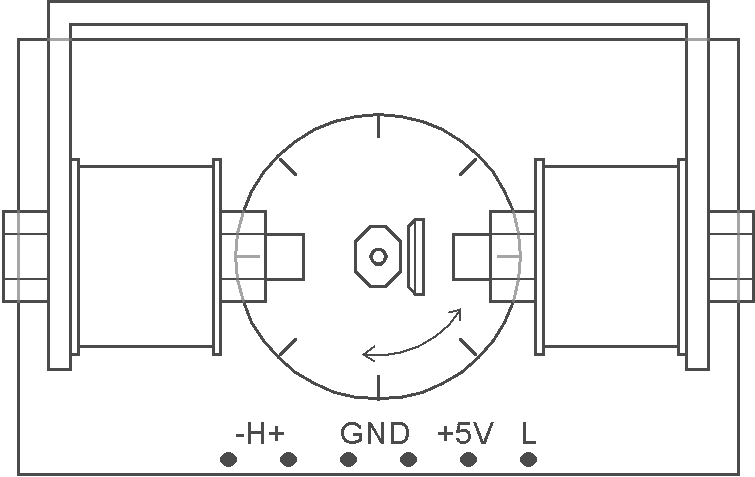 -H+ GND +5V L